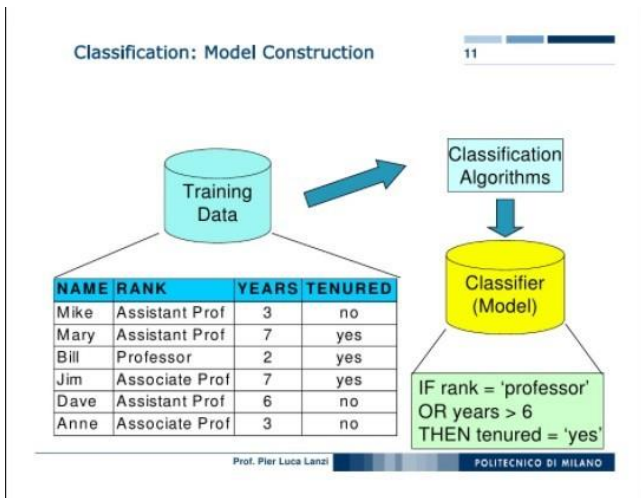 Classification: Model Construction
11
Training
Data
Classification
Algorithms
Classifier
(Model)
NAME RANK YEARS TENURED
Mike Assistant Prof 3 no
Mary Assistant Prof 7 yes
Bill Professor 2 yes
Jim Associate Prof 7 yes
Dave Assistant Prof 6 no
Anne Associate Prof 3 no
IF rank = ‘professor’
OR years > 6
THEN tenured = ‘yes’
Prof. Pier Luca Lanzi
POLITECNICO DI MILANO